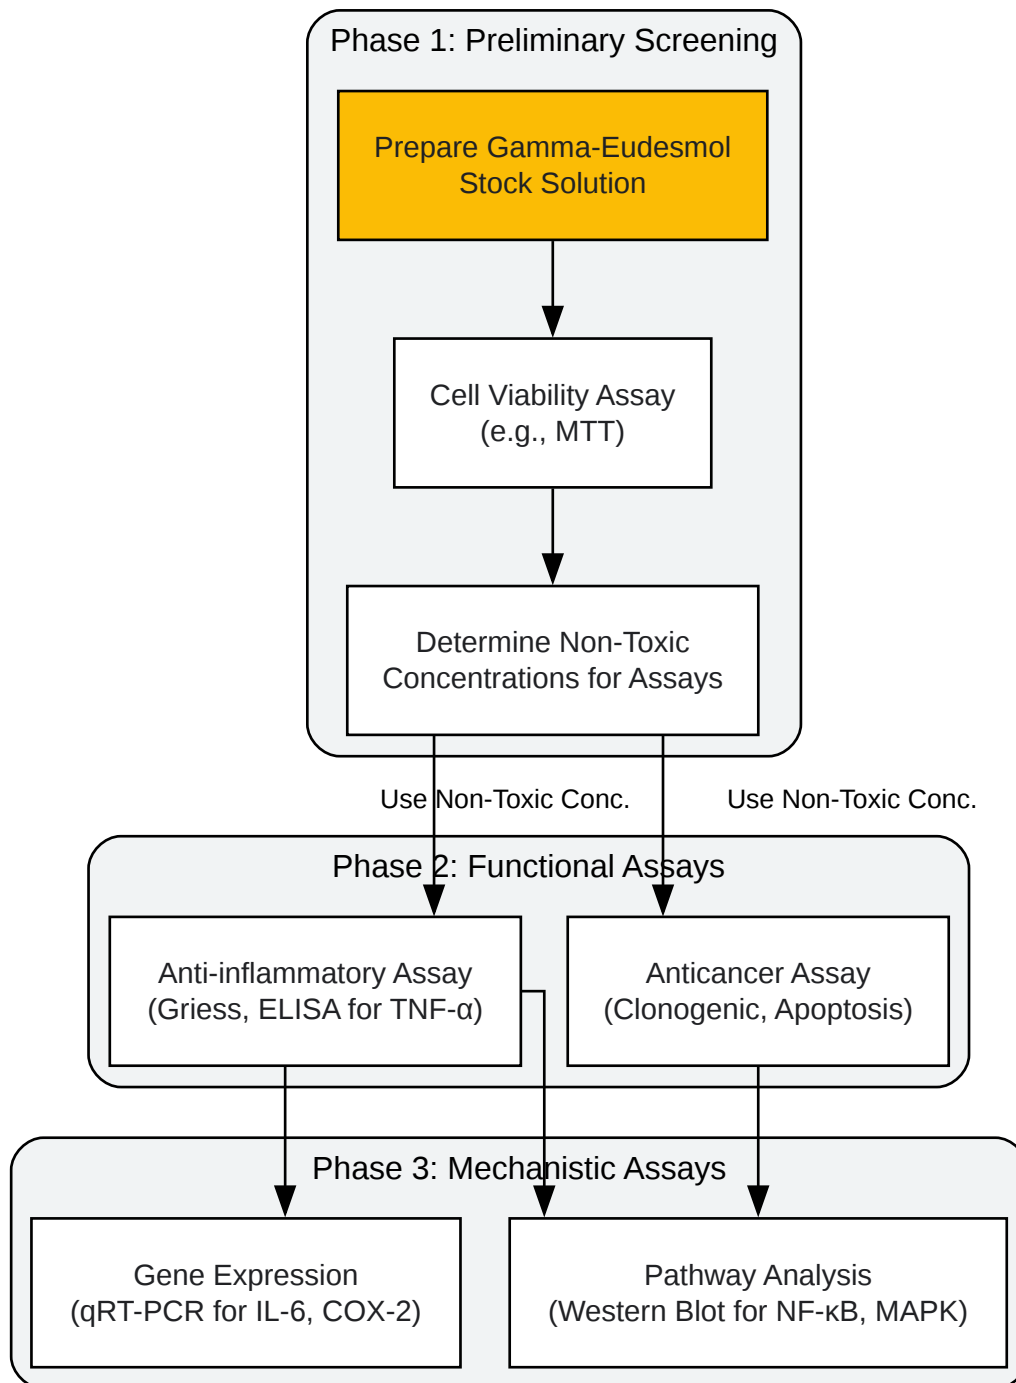 Phase 1: Preliminary Screening
Prepare Gamma-Eudesmol
Stock Solution
Cell Viability Assay
(e.g., MTT)
Determine Non-Toxic
Concentrations for Assays
Use Non-Toxic Conc.
Use Non-Toxic Conc.
Phase 2: Functional Assays
Anti-inflammatory Assay
(Griess, ELISA for TNF-α)
Anticancer Assay
(Clonogenic, Apoptosis)
Phase 3: Mechanistic Assays
Gene Expression
(qRT-PCR for IL-6, COX-2)
Pathway Analysis
(Western Blot for NF-κB, MAPK)